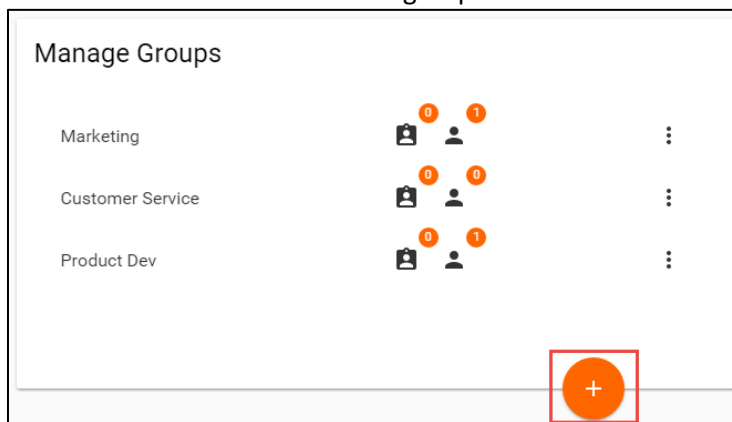 Manage Groups
Marketing 0 1
Customer Service 0 0
Product Dev 0 1
+